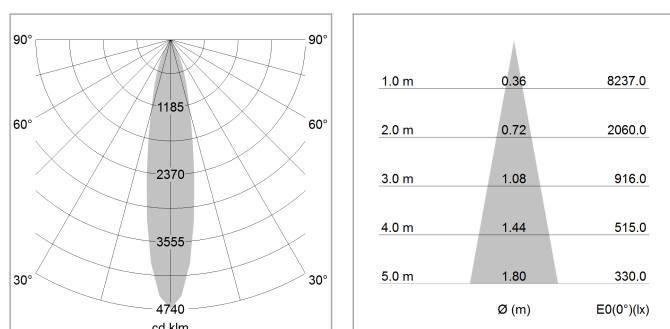 90° 90°
1185
60° 60°
2370
3555
30° 30°
4740
cd klm
1.0 m 0.36 8237.0
2.0 m 0.72 2060.0
3.0 m 1.08 916.0
4.0 m 1.44 515.0
5.0 m 1.80 330.0
Ø (m) E0(0°)(lx)